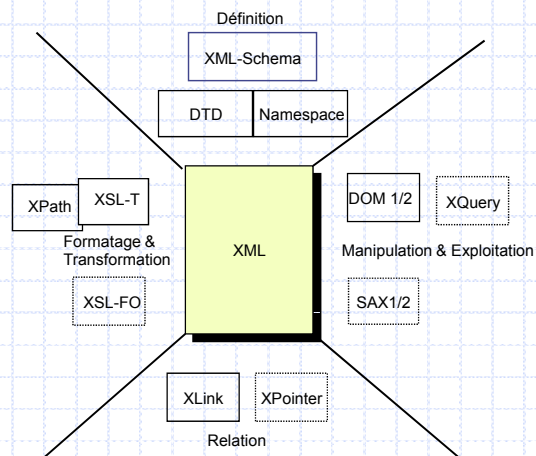 Définition
XML-Schema
DTD
Namespace
XPath
XSL-T
Formatage &
Transformation
XSL-FO
XML
DOM 1/2
XQuery
Manipulation & Exploitation
SAX1/2
XLink
XPointer
Relation